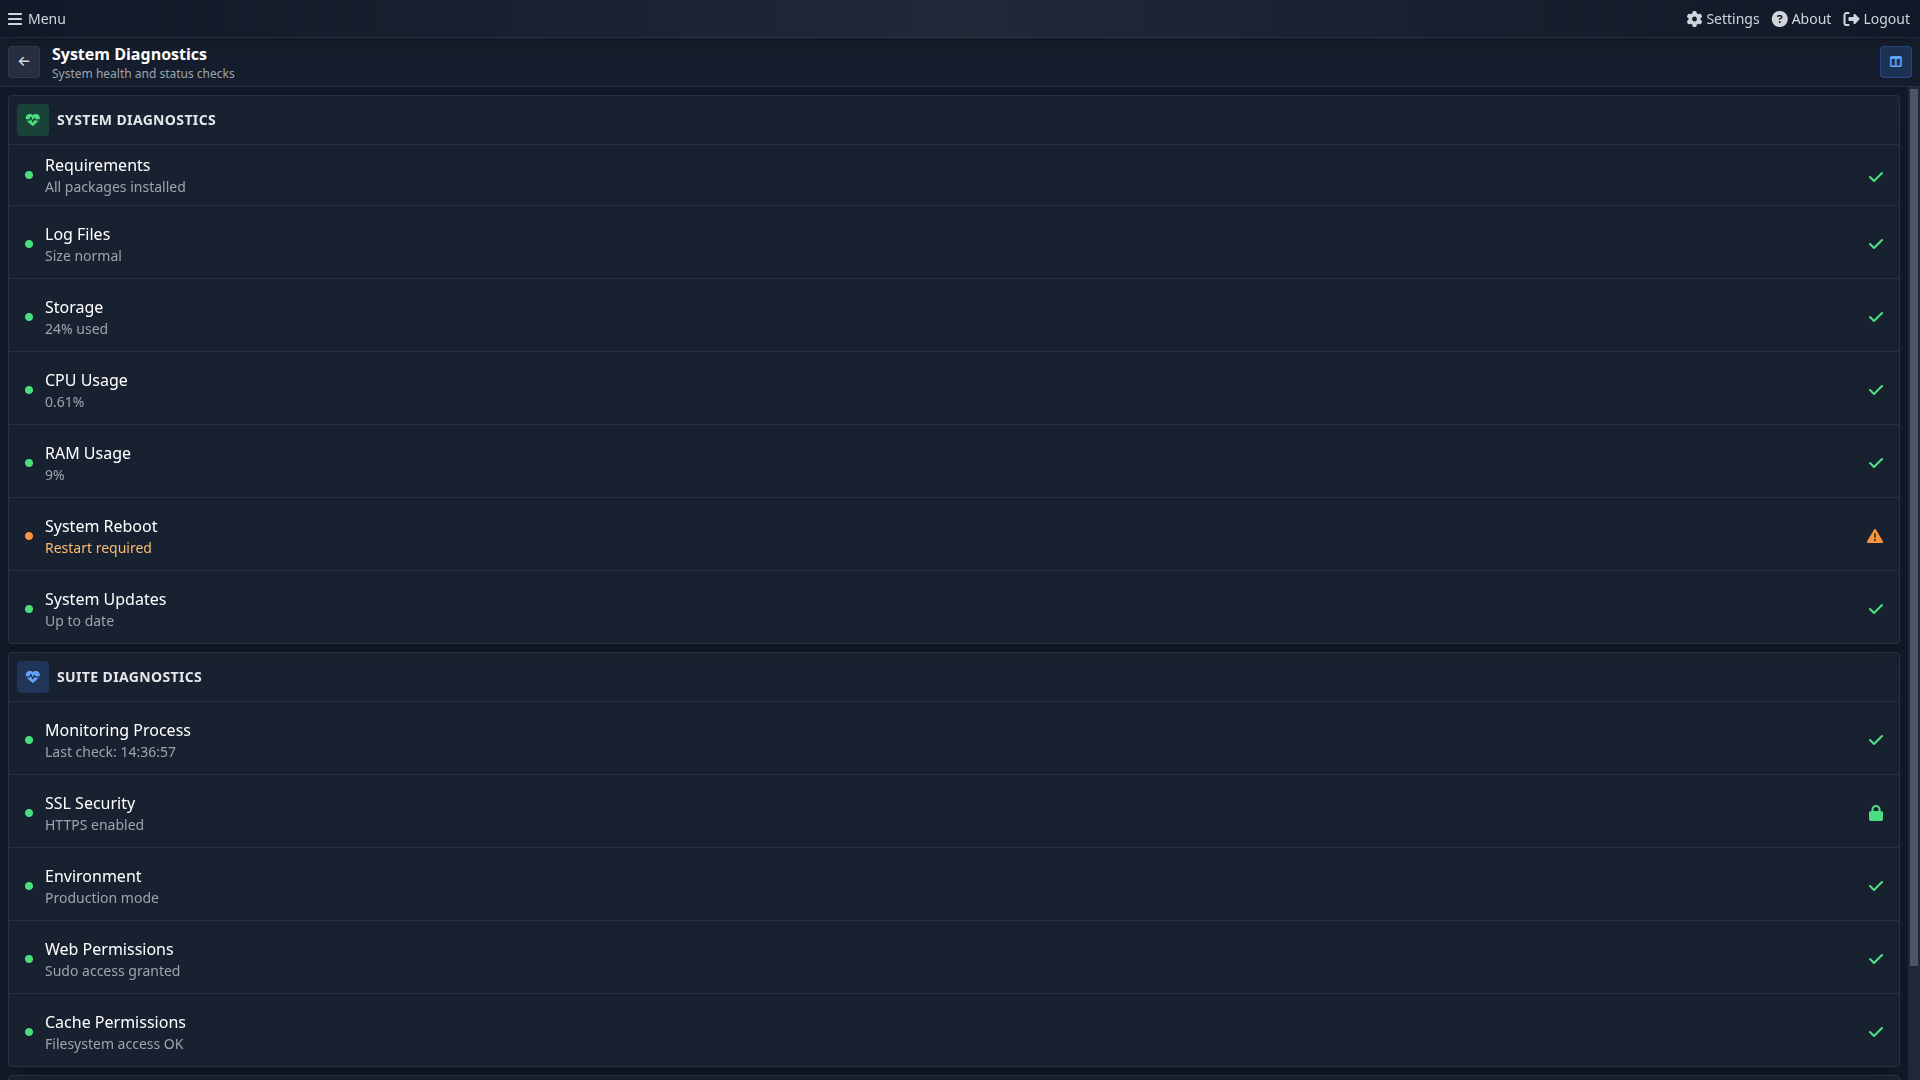 Menu
Settings
About
Logout
System Diagnostics
System health and status checks
SYSTEM DIAGNOSTICS
Requirements
All packages installed
Log Files
Size normal
Storage
24% used
CPU Usage
0.61%
RAM Usage
9%
System Reboot
Restart required
System Updates
Up to date
SUITE DIAGNOSTICS
Monitoring Process
Last check: 14:36:57
SSL Security
HTTPS enabled
Environment
Production mode
Web Permissions
Sudo access granted
Cache Permissions
Filesystem access OK